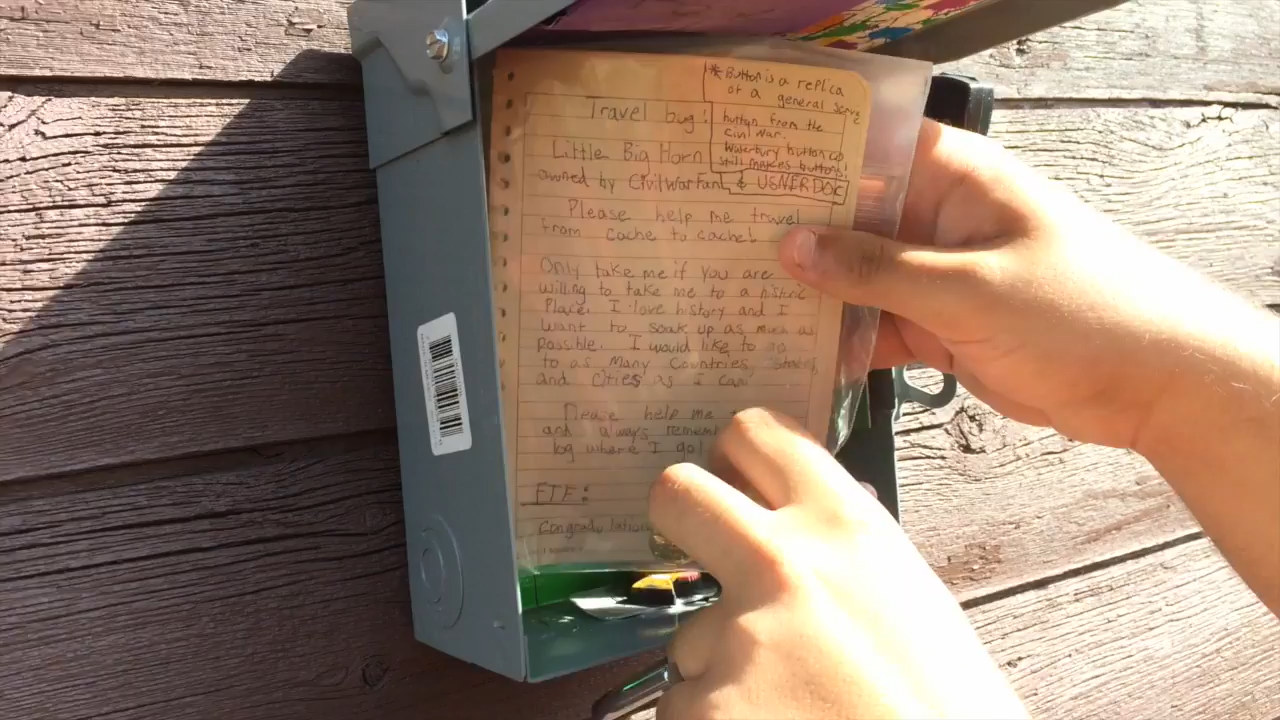 * Button is a replica
of a general serve
button from the
civil war.
Waterbury button co
still makes buttons!
Travel bug:
Little Big Horn
owned by CivilWarFan & USNERDOC
Please help me travel
from cache to cache!
Only take me if you are
willing to take me to a historic
Place. I love history and I
want to soak up as much as
possible. I would like to go
to as many Countries, States,
and cities as I can
Please help me
and always rememb
log where I go!
FTF:
Congradulation